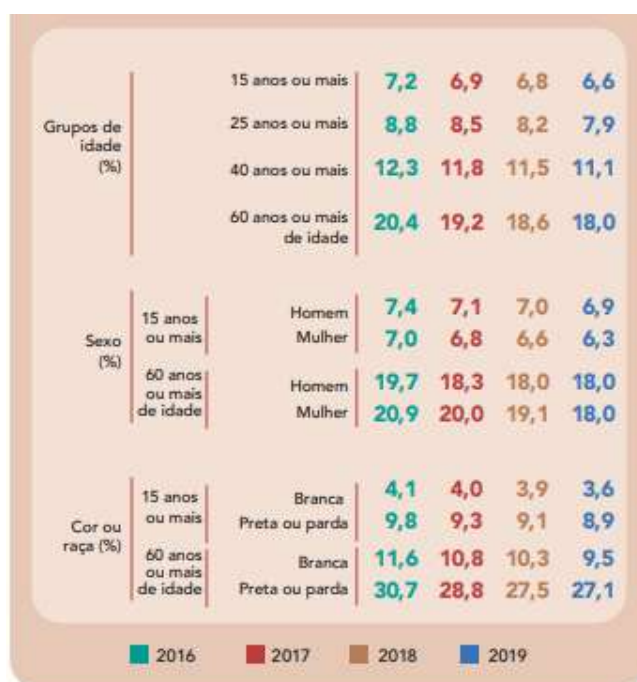 15 anos ou mais 7,2 6,9 6,8 6,6
Grupos de idade (%) 25 anos ou mais 8,8 8,5 8,2 7,9
40 anos ou mais 12,3 11,8 11,5 11,1
60 anos ou mais de idade 20,4 19,2 18,6 18,0
Sexo (%) 15 anos ou mais Homem 7,4 7,1 7,0 6,9
Mulher 7,0 6,8 6,6 6,3
60 anos ou mais de idade Homem 19,7 18,3 18,0 18,0
Mulher 20,9 20,0 19,1 18,0
Cor ou raça (%) 15 anos ou mais Branca 4,1 4,0 3,9 3,6
Preta ou parda 9,8 9,3 9,1 8,9
60 anos ou mais de idade Branca 11,6 10,8 10,3 9,5
Preta ou parda 30,7 28,8 27,5 27,1
2016 2017 2018 2019